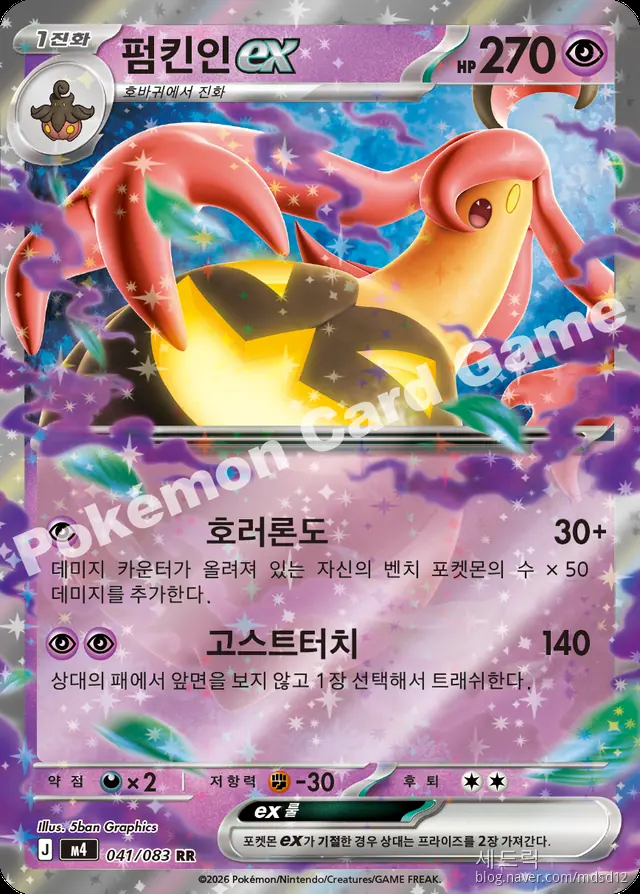 1진화
펌킨인 ex
HP 270
호바귀에서 진화
Pokémon Card Game
호러론도 30+
데미지 카운터가 올려져 있는 자신의 벤치 포켓몬의 수 × 50
데미지를 추가한다.
고스트터치 140
상대의 패에서 앞면을 보지 않고 1장 선택해서 트래쉬한다.
약점 ×2 저항력 -30 후퇴
ex 룰
포켓몬 ex가 기절한 경우 상대는 프라이즈를 2장 가져간다.
Illus. 5ban Graphics
J m4 041/083 RR
©2026 Pokémon/Nintendo/Creatures/GAME FREAK.
세드릭
blog.naver.com/mdsd12